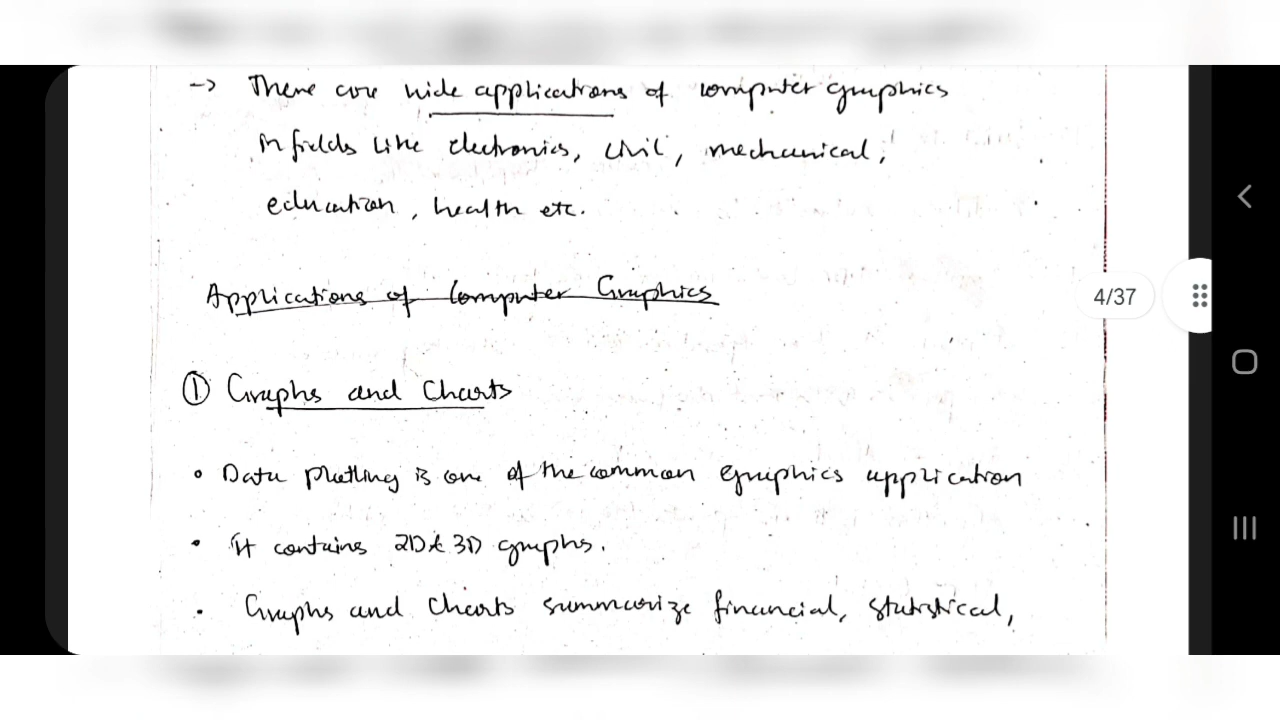 -> There are wide applications of computer graphics
in fields like electronics, civil, mechanical,
education, health etc.
Applications of Computer Graphics
4/37
① Graphs and Charts
• Data plotting is one of the common graphics application
• It contains 2D & 3D graphs.
• Graphs and Charts summarize financial, statistical,